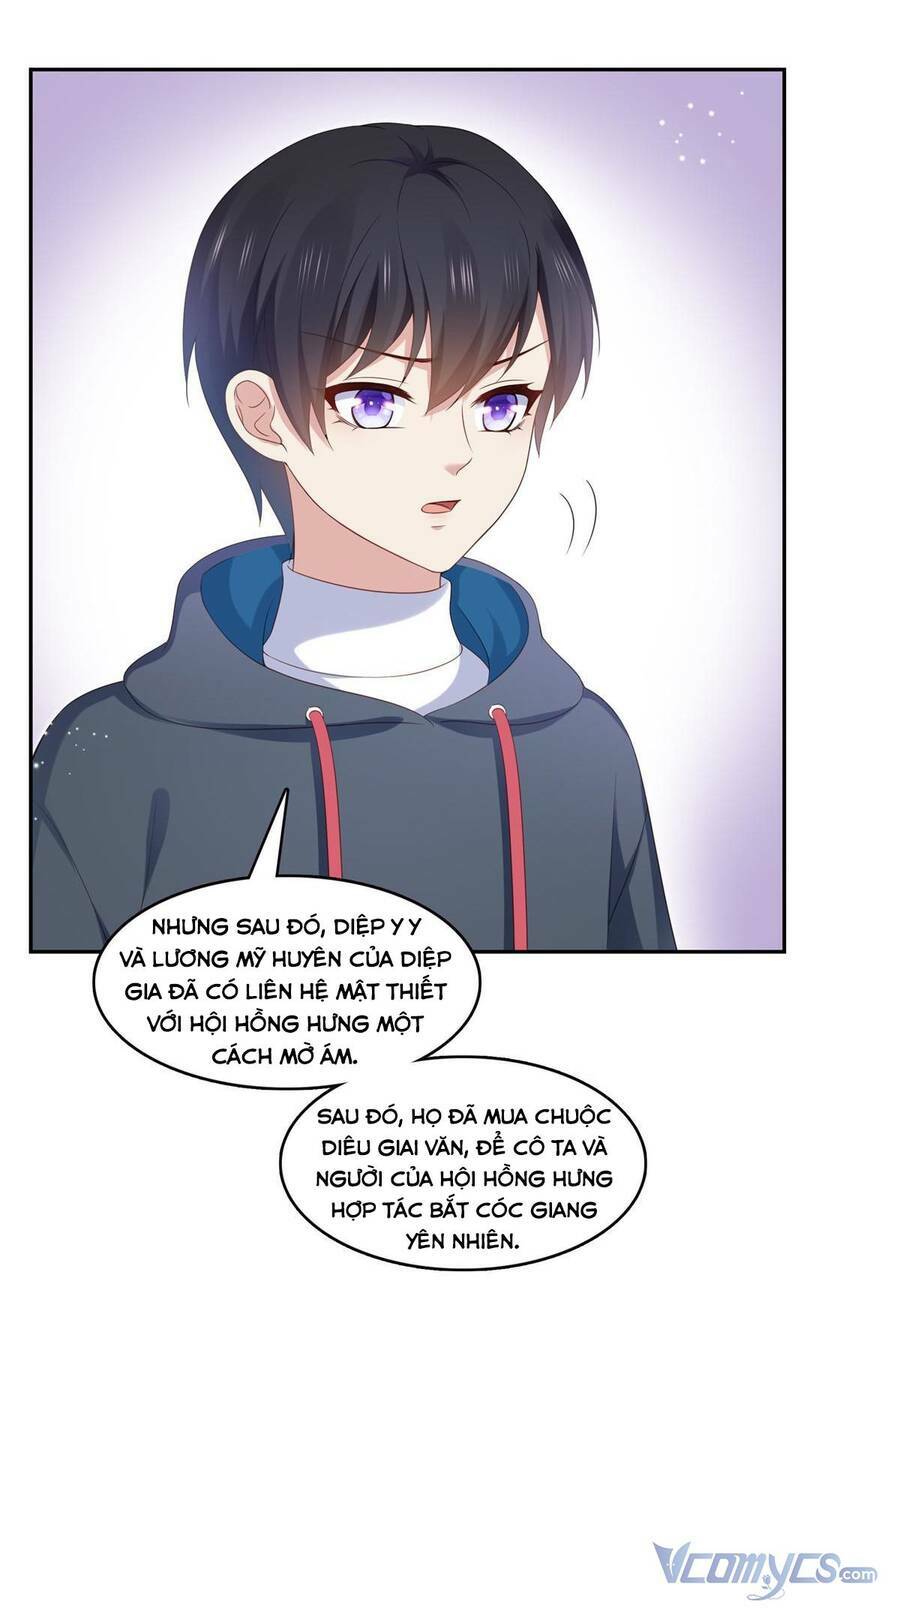 NHƯNG SAU ĐÓ, DIỆP Y Y
VÀ LƯƠNG MỸ HUYÊN CỦA DIỆP
GIA ĐÃ CÓ LIÊN HỆ MẬT THIẾT
VỚI HỘI HỒNG HƯNG MỘT
CÁCH MỜ ÁM.
SAU ĐÓ, HỌ ĐÃ MUA CHUỘC
DIÊU GIAI VĂN, ĐỂ CÔ TA VÀ
NGƯỜI CỦA HỘI HỒNG HƯNG
HỢP TÁC BẮT CÓC GIANG
YÊN NHIÊN.
VCOMYCS.com